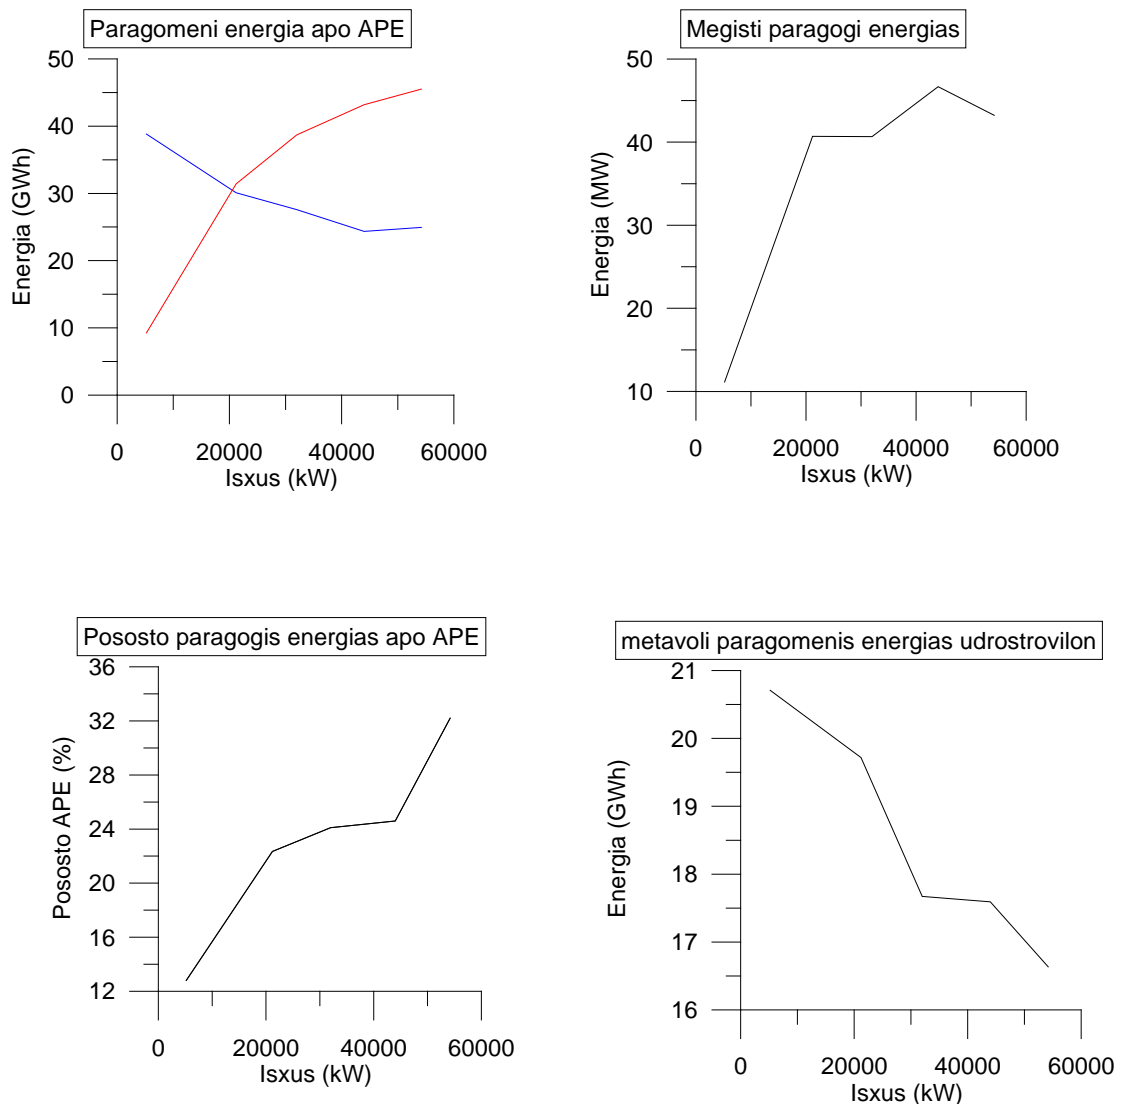 Paragomeni energia apo APE
50
40
30
20
10
0
Energia (GWh)
0 20000 40000 60000
Isxus (kW)
Megisti paragogi energias
50
40
30
20
10
Energia (MW)
0 20000 40000 60000
Isxus (kW)
Pososto paragogis energias apo APE
36
32
28
24
20
16
12
Pososto APE (%)
0 20000 40000 60000
Isxus (kW)
metavoli paragomenis energias udrostrovilon
21
20
19
18
17
16
Energia (GWh)
0 20000 40000 60000
Isxus (kW)